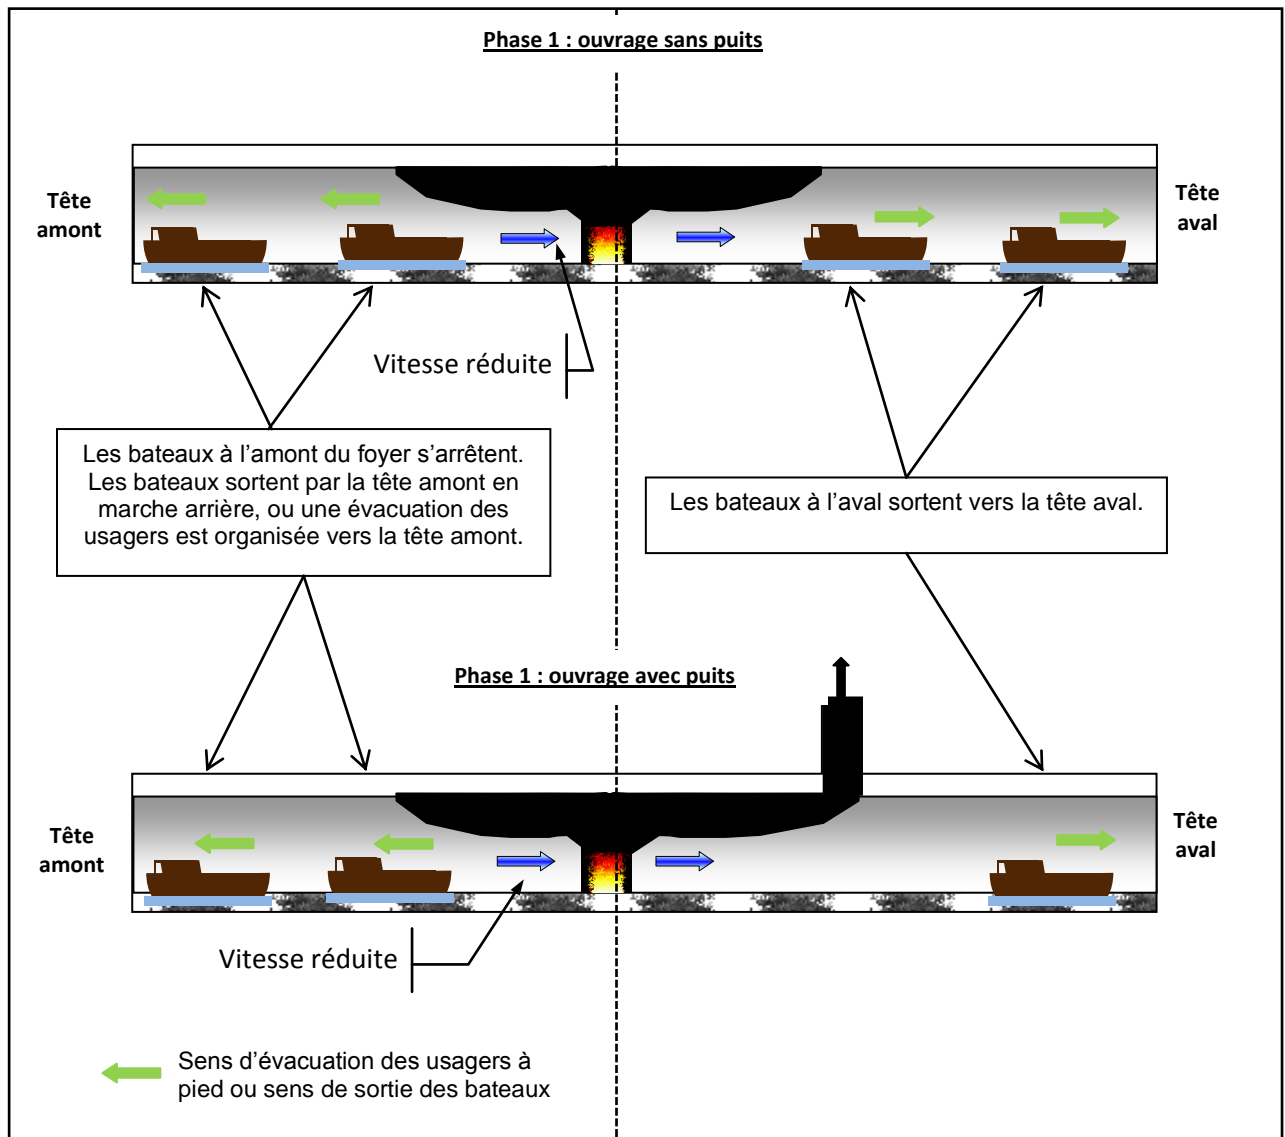 Phase 1 : ouvrage sans puits
Tête
amont
Tête
aval
Vitesse réduite
Les bateaux à l’amont du foyer s’arrêtent.
Les bateaux sortent par la tête amont en
marche arrière, ou une évacuation des
usagers est organisée vers la tête amont.
Les bateaux à l’aval sortent vers la tête aval.
Phase 1 : ouvrage avec puits
Tête
amont
Tête
aval
Vitesse réduite
Sens d’évacuation des usagers à
pied ou sens de sortie des bateaux